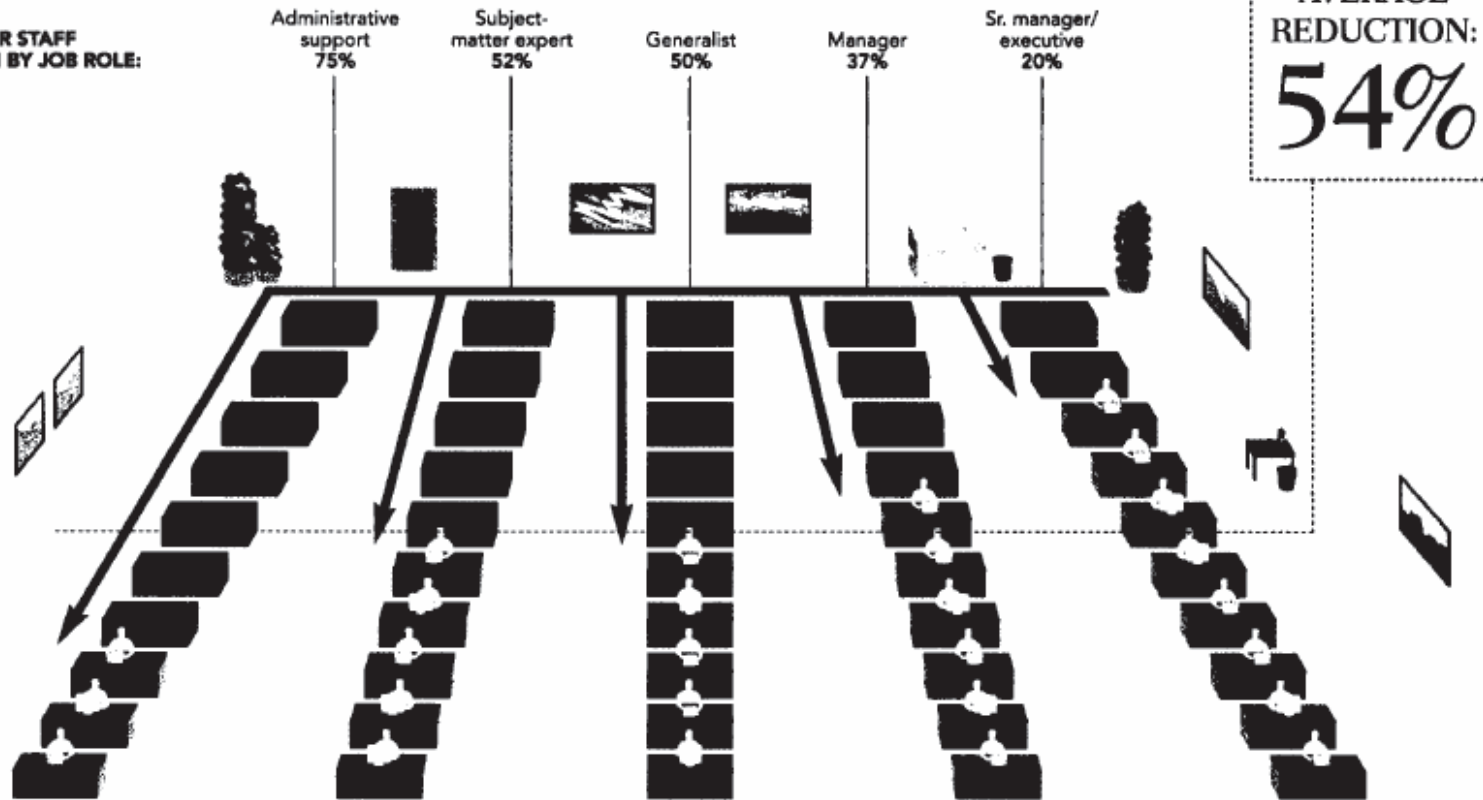 R STAFF
BY JOB ROLE:
Administrative
support
75%
Subject-
matter expert
52%
Generalist
50%
Manager
37%
Sr. manager/
executive
20%
REDUCTION:
54%